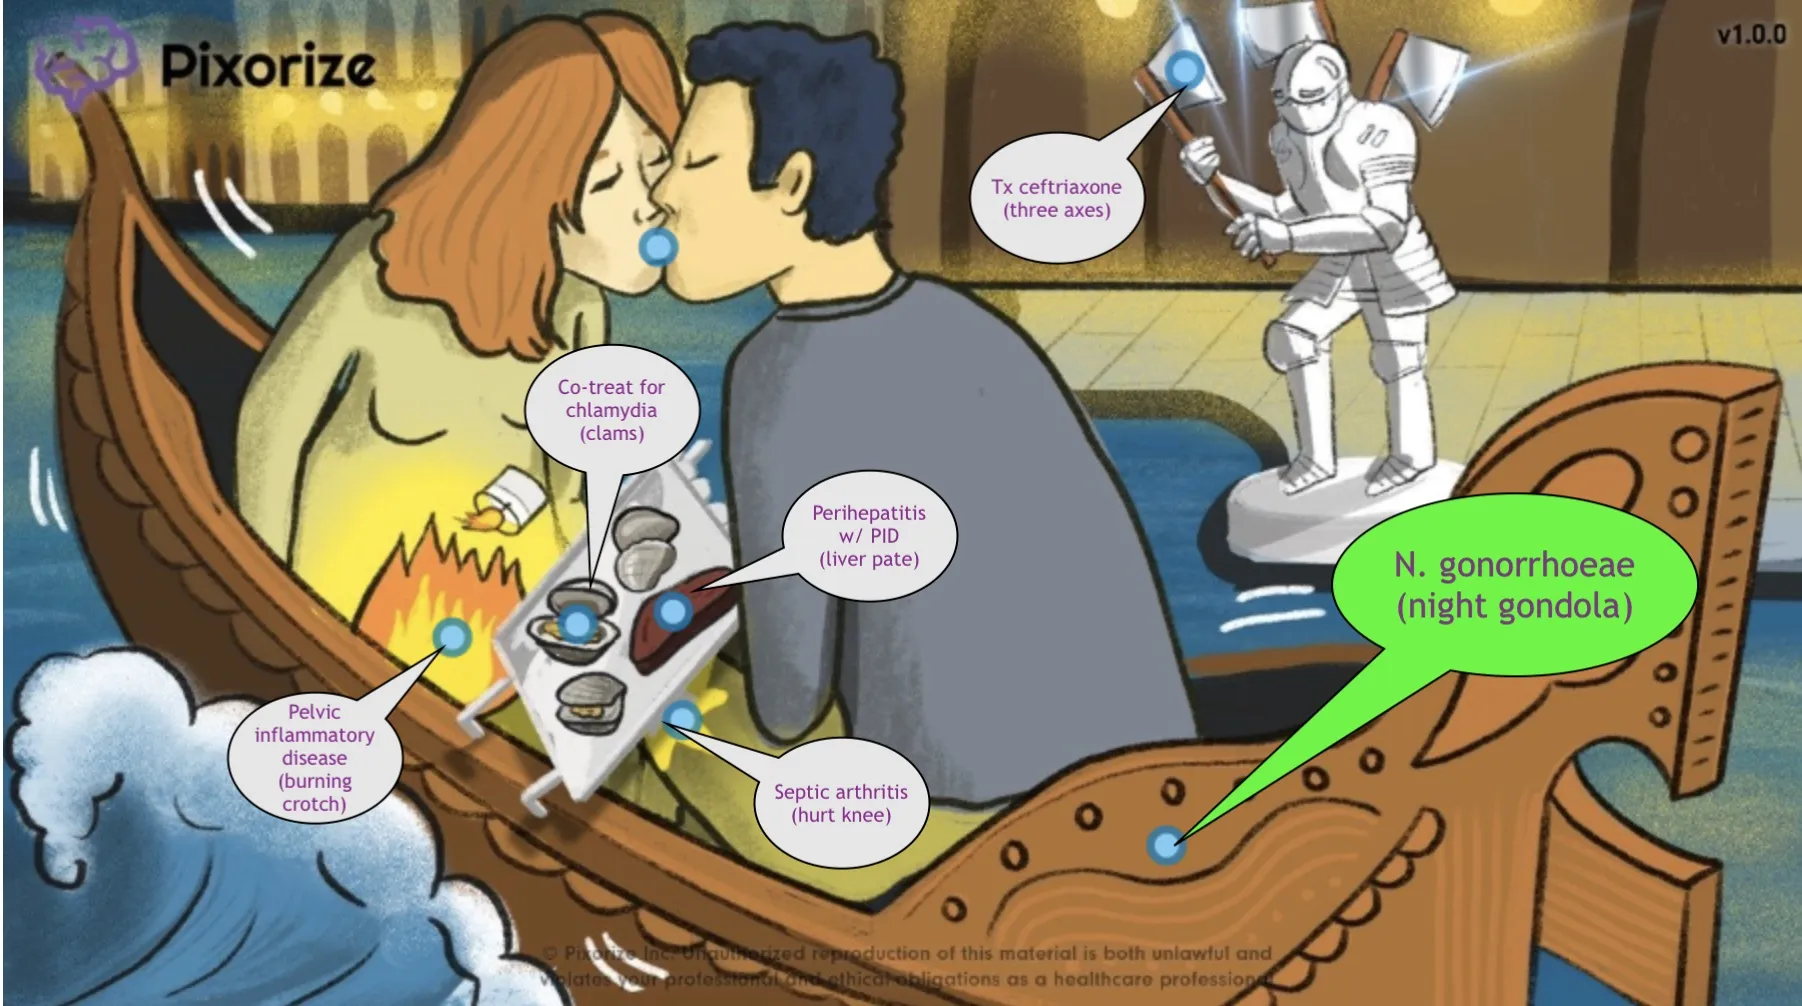 Pixorize
v1.0.0
Tx ceftriaxone
(three axes)
Co-treat for
chlamydia
(clams)
Perihepatitis
w/ PID
(liver pate)
N. gonorrhoeae
(night gondola)
Pelvic
inflammatory
disease
(burning
crotch)
Septic arthritis
(hurt knee)
© Pixorize Inc. Unauthorized reproduction of this material is both unlawful and
violates your professional and ethical obligations as a healthcare professional